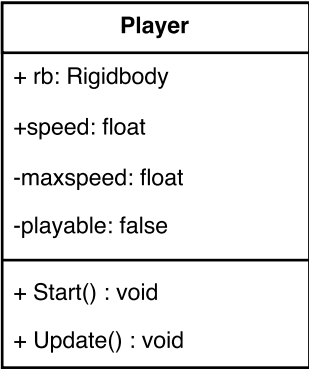 Player
+ rb: Rigidbody
+speed: float
-maxspeed: float
-playable: false
+ Start() : void
+ Update() : void